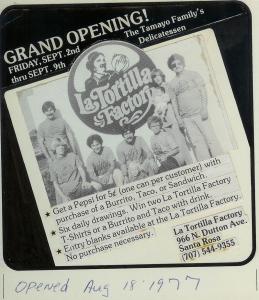 GRAND OPENING!
FRIDAY, SEPT. 2nd
thru SEPT. 9th
The Tamayo Family's
Delicatessen
La Tortilla
Factory
★ Get a Pepsi for 5¢ (one can per customer) with
purchase of a Burrito, Taco, or Sandwich.
★ Six daily drawings. Win two La Tortilla Factory
T-Shirts or a Burrito and Taco with drink.
★ Entry blanks available at the La Tortilla Factory.
No purchase necessary.
La Tortilla Factory
966 N. Dutton Ave.
Santa Rosa
(707) 544-9355
Opened Aug 18 · 1977